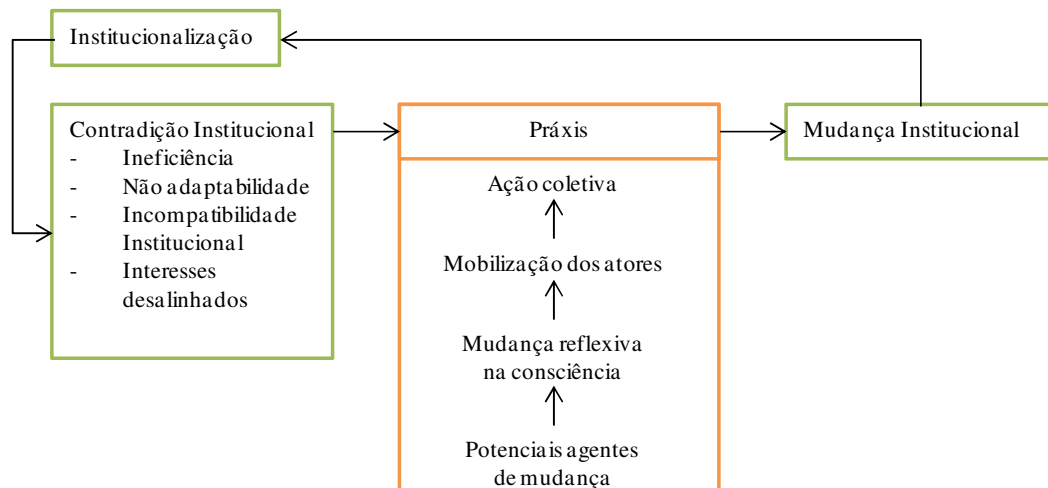 Institucionalização
Contradição Institucional
- Ineficiência
- Não adaptabilidade
- Incompatibilidade
Institucional
- Interesses
desalinhados
Práxis
Ação coletiva
Mobilização dos atores
Mudança reflexiva
na consciência
Potenciais agentes
de mudança
Mudança Institucional